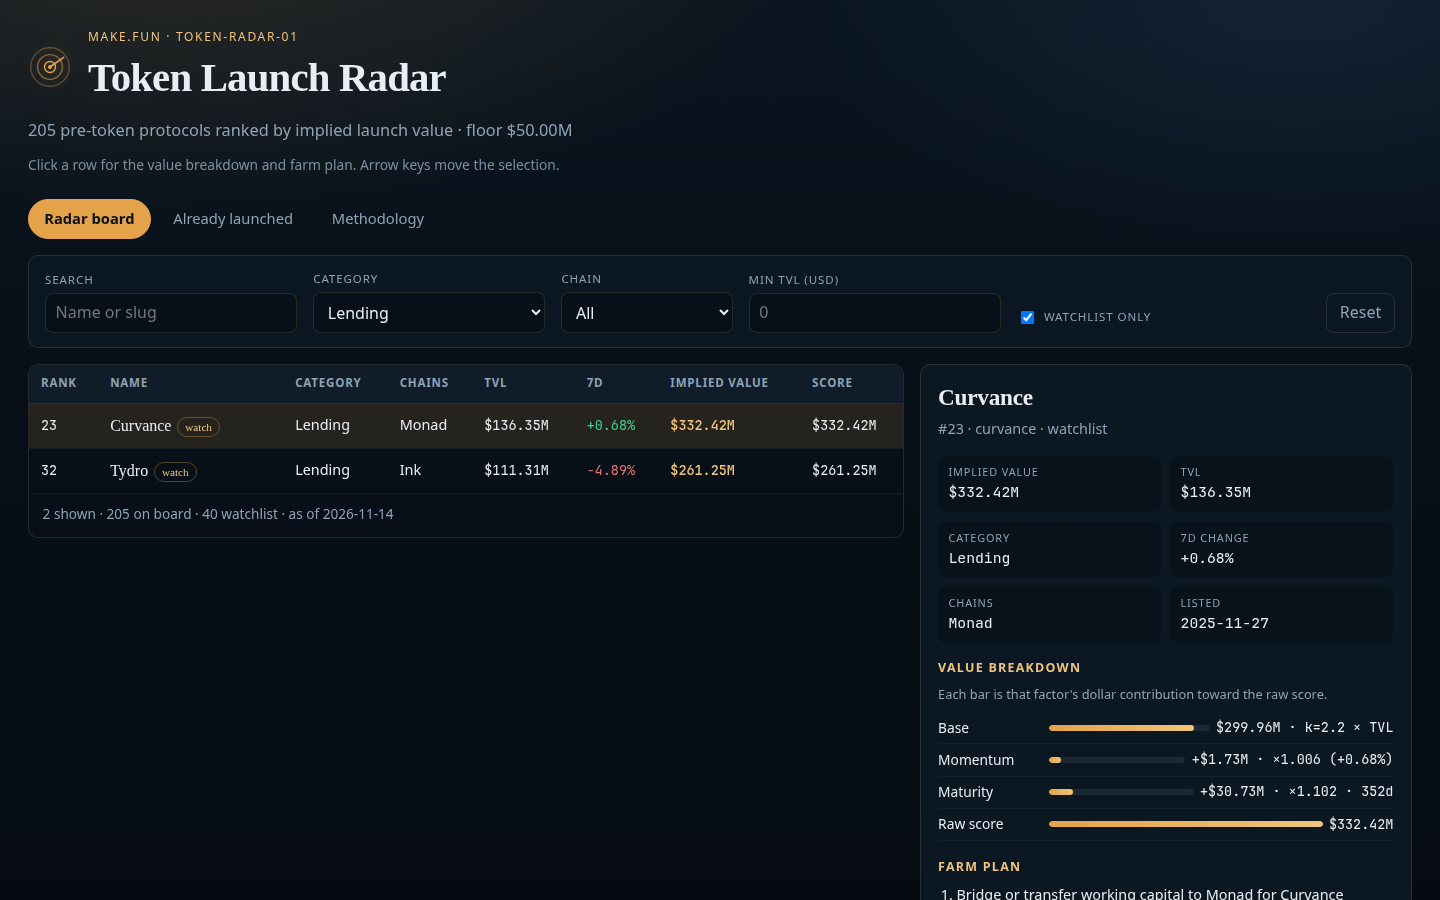 MAKE.FUN · TOKEN-RADAR-01
Token Launch Radar
205 pre-token protocols ranked by implied launch value · floor $50.00M
Click a row for the value breakdown and farm plan. Arrow keys move the selection.
Radar board Already launched Methodology
SEARCH CATEGORY CHAIN MIN TVL (USD)
Name or slug Lending All 0 WATCHLIST ONLY Reset
RANK NAME CATEGORY CHAINS TVL 7D IMPLIED VALUE SCORE
23 Curvance watch Lending Monad $136.35M +0.68% $332.42M $332.42M
32 Tydro watch Lending Ink $111.31M -4.89% $261.25M $261.25M
2 shown · 205 on board · 40 watchlist · as of 2026-11-14
Curvance
#23 · curvance · watchlist
IMPLIED VALUE TVL
$332.42M $136.35M
CATEGORY 7D CHANGE
Lending +0.68%
CHAINS LISTED
Monad 2025-11-27
VALUE BREAKDOWN
Each bar is that factor's dollar contribution toward the raw score.
Base $299.96M · k=2.2 × TVL
Momentum +$1.73M · ×1.006 (+0.68%)
Maturity +$30.73M · ×1.102 · 352d
Raw score $332.42M
FARM PLAN
1. Bridge or transfer working capital to Monad for Curvance